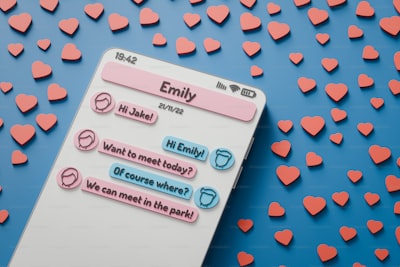 19:42
Emily
21/11/22
Hi Jake!
Hi Emily!
Want to meet today?
Of course where?
We can meet in the park!